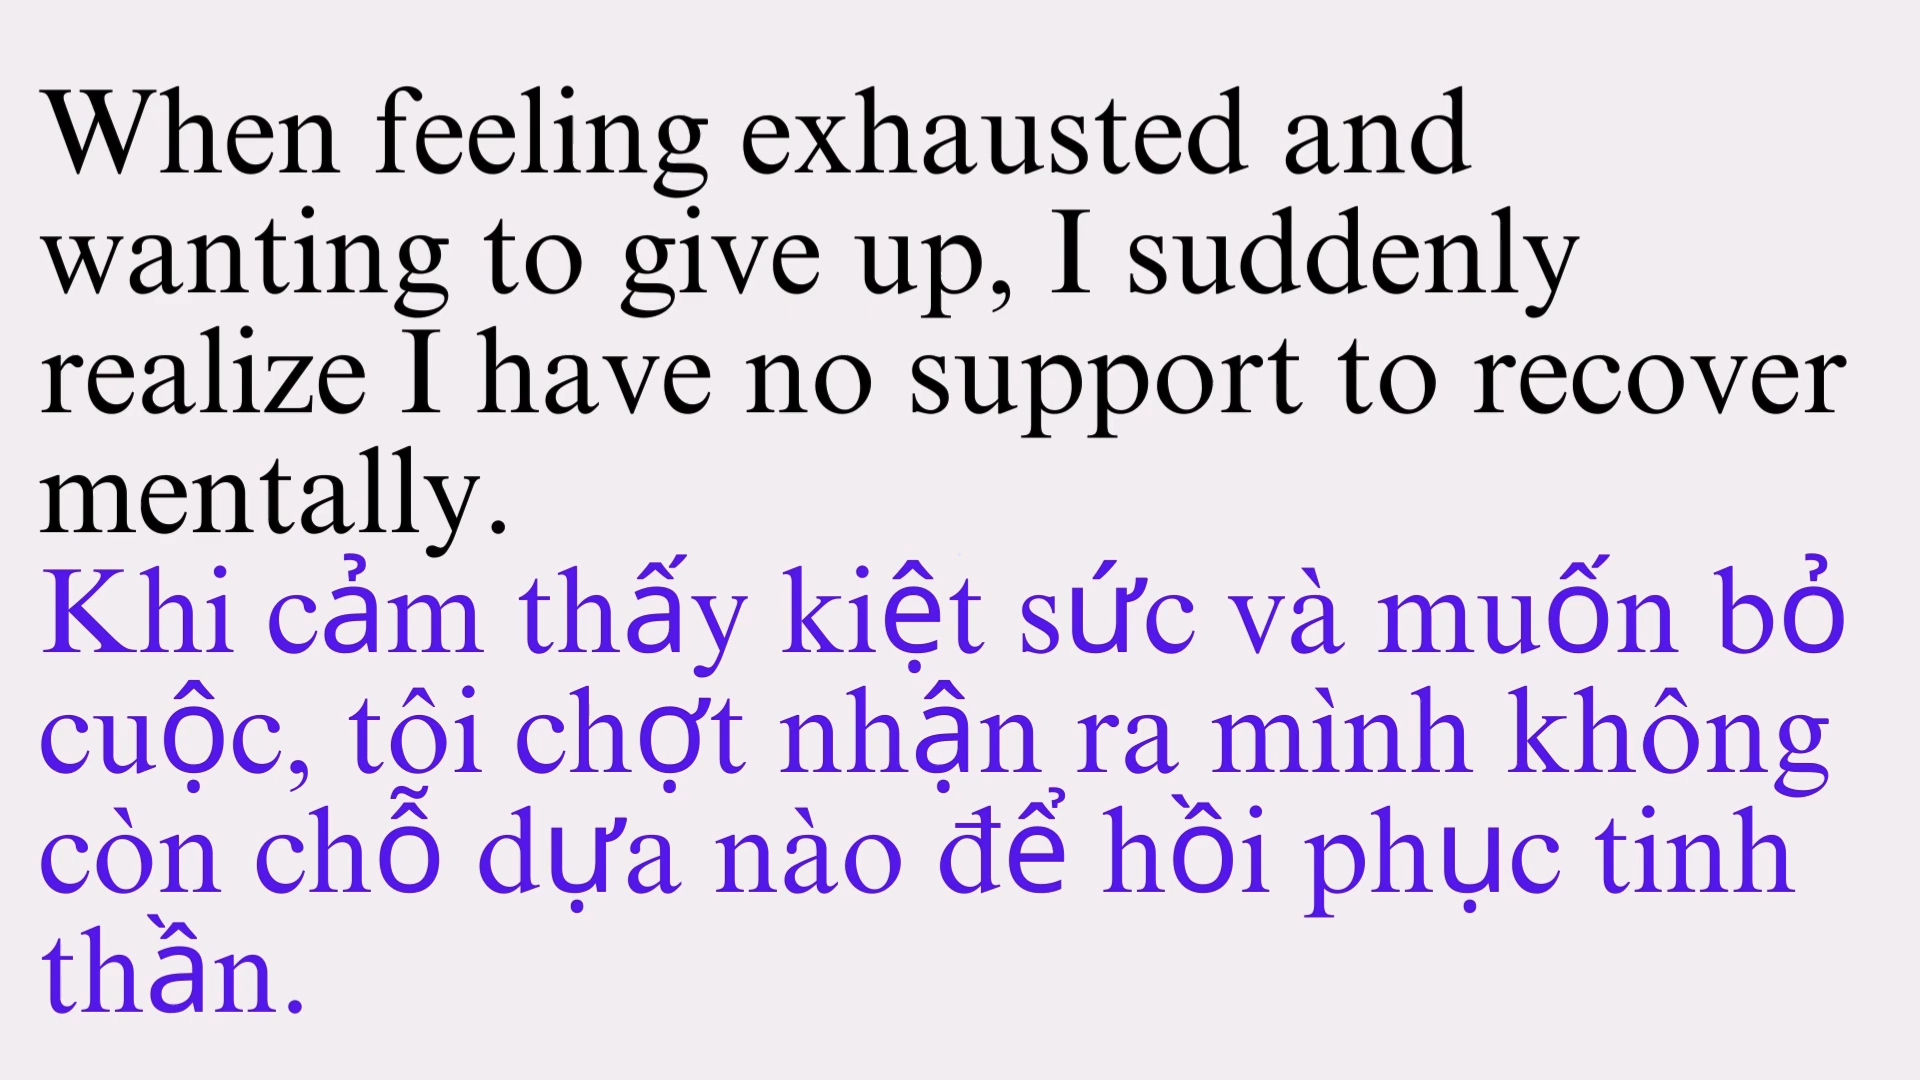 When feeling exhausted and
wanting to give up, I suddenly
realize I have no support to recover
mentally.
Khi cảm thấy kiệt sức và muốn bỏ
cuộc, tôi chợt nhận ra mình không
còn chỗ dựa nào để hồi phục tinh
thần.